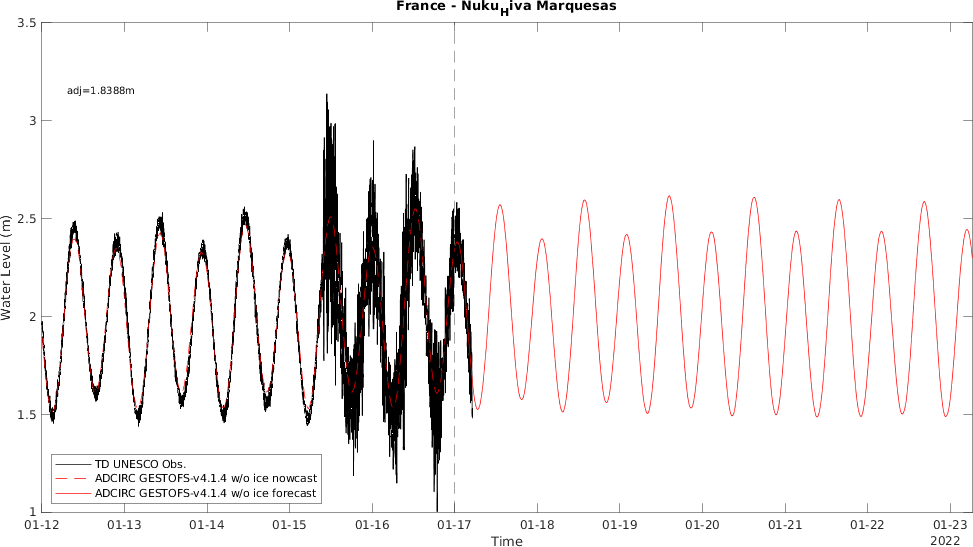 France - Nuku_Hiva Marquesas
3.5
adj=1.8388m
3
2.5
Water Level (m)
2
1.5
TD UNESCO Obs.
ADCIRC GESTOFS-v4.1.4 w/o ice nowcast
ADCIRC GESTOFS-v4.1.4 w/o ice forecast
1
01-12 01-13 01-14 01-15 01-16 01-17 01-18 01-19 01-20 01-21 01-22 01-23
Time 2022